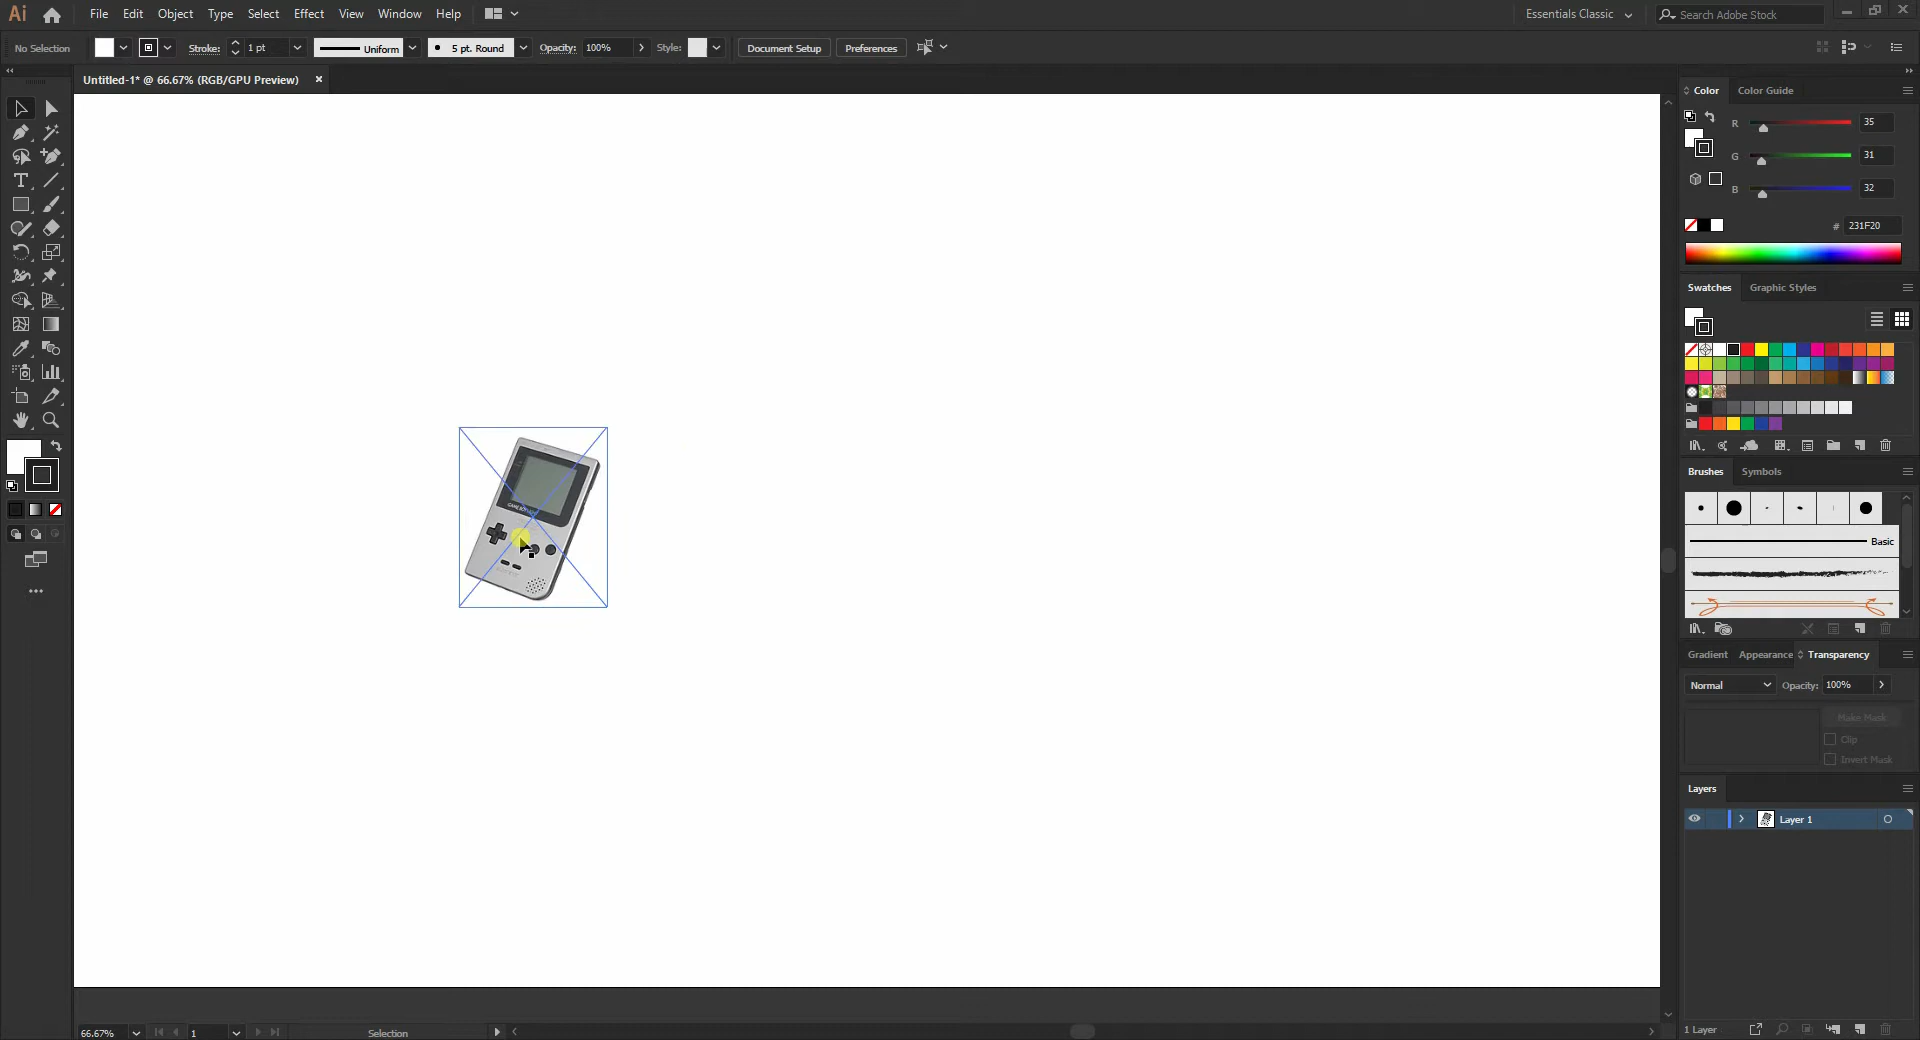 Ai File Edit Object Type Select Effect View Window Help Essentials Classic Search Adobe Stock
No Selection Stroke: 1 pt Uniform 5 pt. Round Opacity: 100% Style: Document Setup Preferences
Untitled-1* @ 66.67% (RGB/GPU Preview)
Color Color Guide
R 35
G 31
B 32
# 231F20
Swatches Graphic Styles
Brushes Symbols
Basic
Gradient Appearance Transparency
Normal Opacity: 100%
Make Mask
Clip
Invert Mask
Layers
Layer 1
1 Layer
66.67% 1 Selection